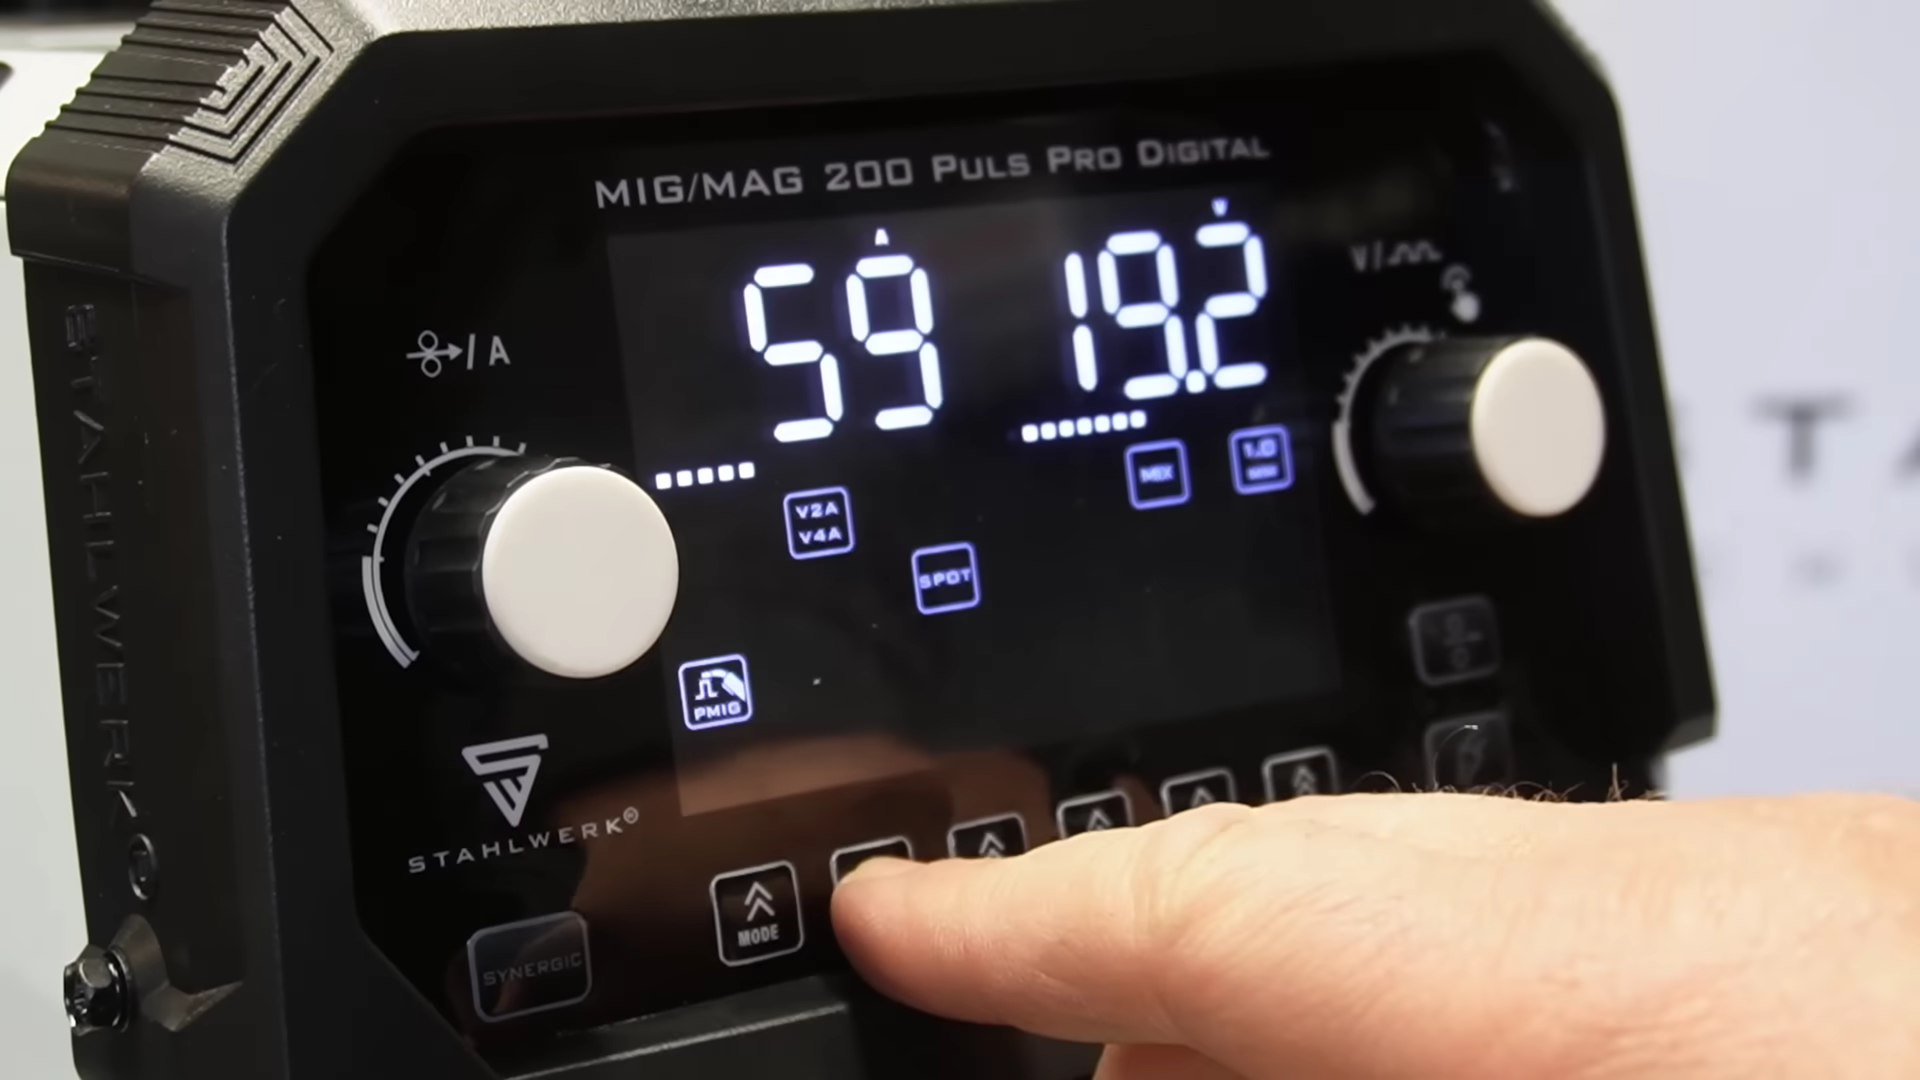 MIG/MAG 200 PULS PRO DIGITAL
A
V
59
19.2
V/
/A
MIX
1.0
MM
V2A
V4A
SPOT
PMIG
STAHLWERK
STAHLWERK®
MODE
SYNERGIC